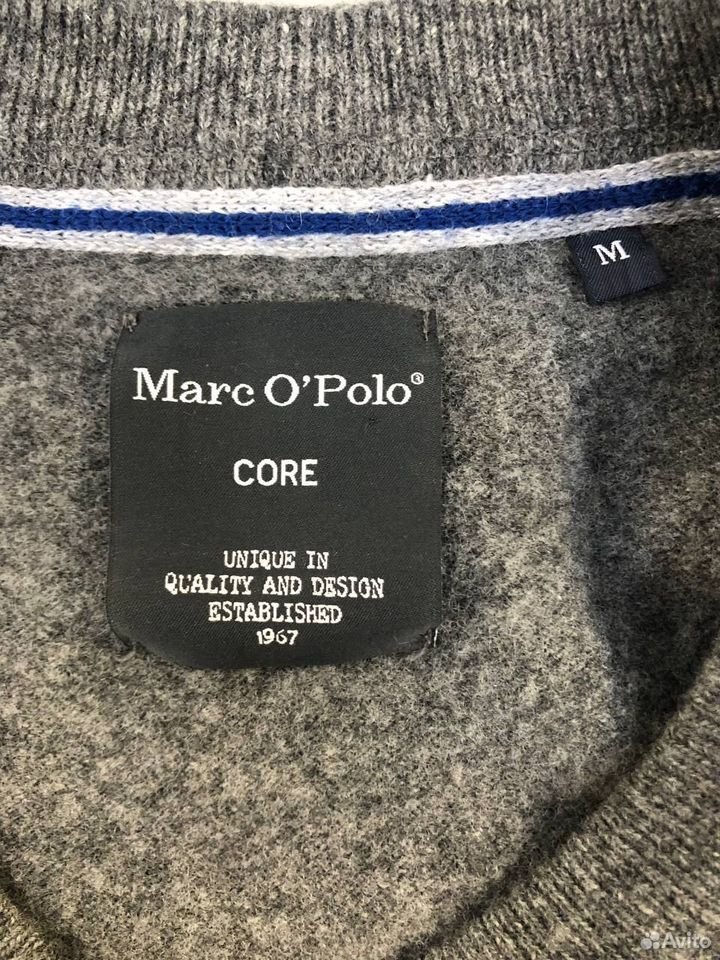 M
Marc O'Polo®
CORE
UNIQUE IN
QUALITY AND DESIGN
ESTABLISHED
1967
Avito